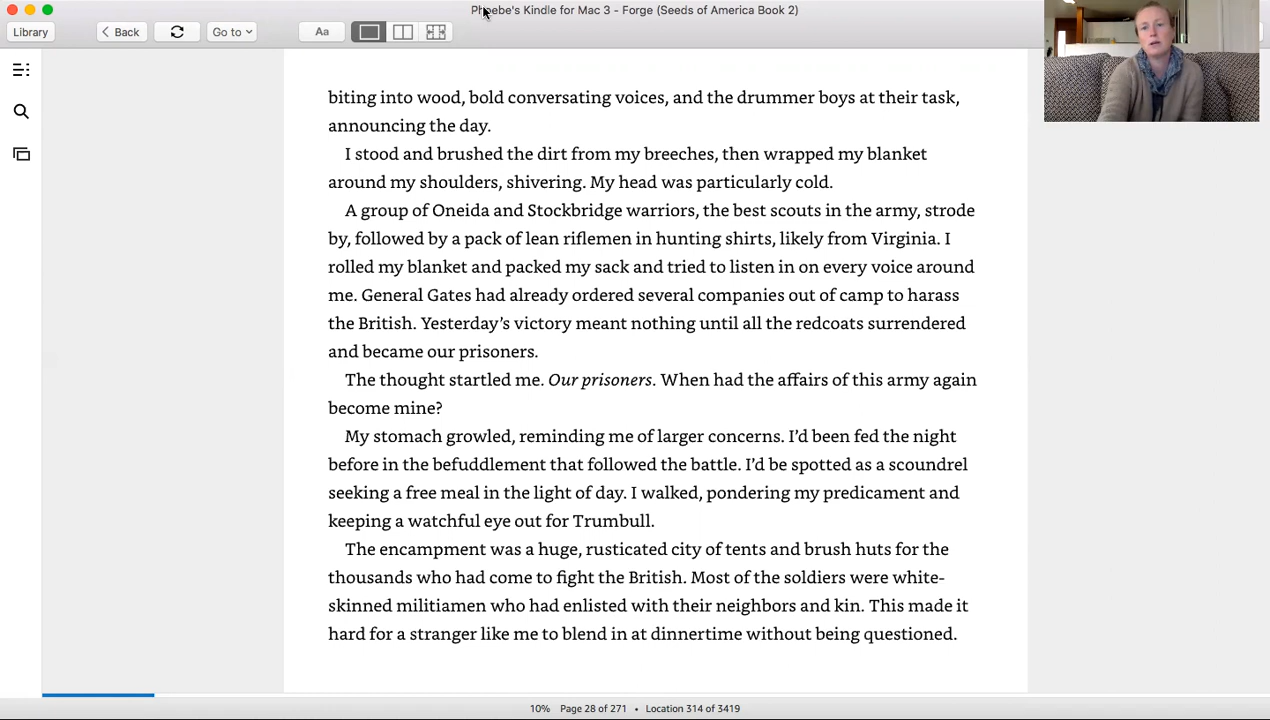 Phoebe's Kindle for Mac 3 - Forge (Seeds of America Book 2)
Library
Back
Go to
Aa
biting into wood, bold conversating voices, and the drummer boys at their task,
announcing the day.
I stood and brushed the dirt from my breeches, then wrapped my blanket
around my shoulders, shivering. My head was particularly cold.
A group of Oneida and Stockbridge warriors, the best scouts in the army, strode
by, followed by a pack of lean riflemen in hunting shirts, likely from Virginia. I
rolled my blanket and packed my sack and tried to listen in on every voice around
me. General Gates had already ordered several companies out of camp to harass
the British. Yesterday's victory meant nothing until all the redcoats surrendered
and became our prisoners.
The thought startled me. Our prisoners. When had the affairs of this army again
become mine?
My stomach growled, reminding me of larger concerns. I'd been fed the night
before in the befuddlement that followed the battle. I'd be spotted as a scoundrel
seeking a free meal in the light of day. I walked, pondering my predicament and
keeping a watchful eye out for Trumbull.
The encampment was a huge, rusticated city of tents and brush huts for the
thousands who had come to fight the British. Most of the soldiers were white-
skinned militiamen who had enlisted with their neighbors and kin. This made it
hard for a stranger like me to blend in at dinnertime without being questioned.
10% Page 28 of 271 • Location 314 of 3419